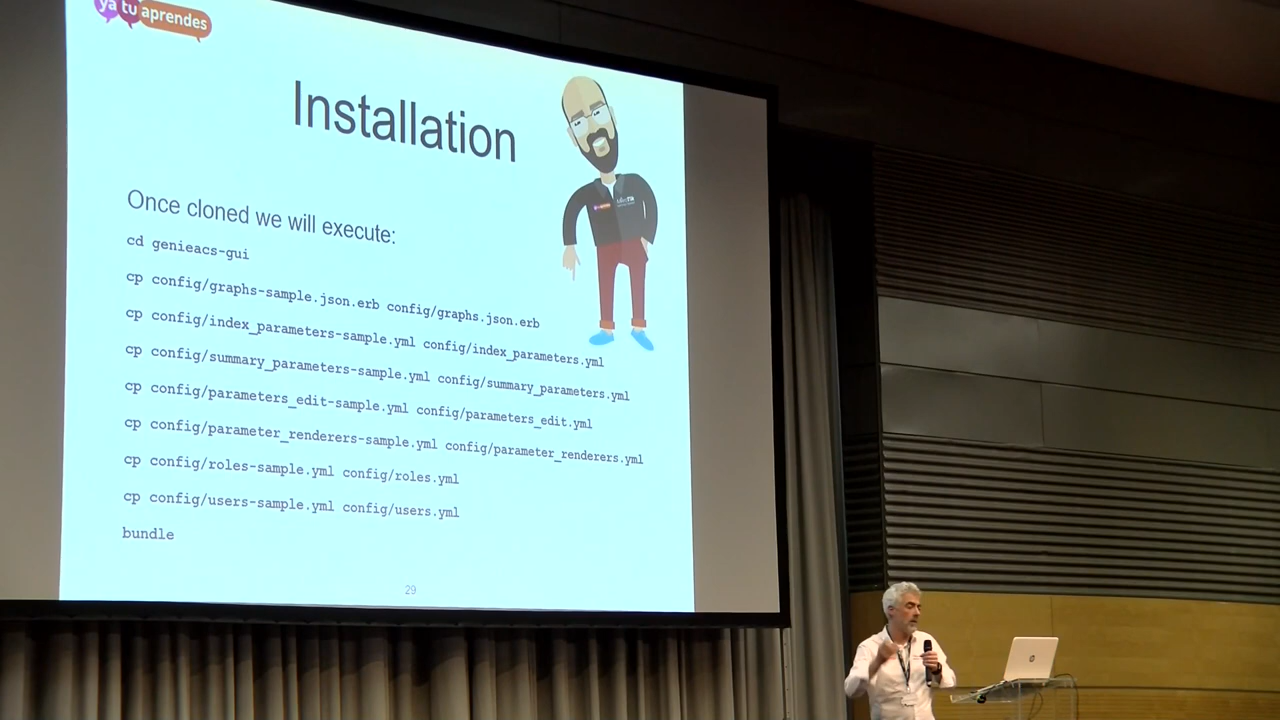 ya tu aprendes
Installation
Once cloned we will execute:
cd genieacs-gui
cp config/graphs-sample.json.erb config/graphs.json.erb
cp config/index_parameters-sample.yml config/index_parameters.yml
cp config/summary_parameters-sample.yml config/summary_parameters.yml
cp config/parameters_edit-sample.yml config/parameters_edit.yml
cp config/parameter_renderers-sample.yml config/parameter_renderers.yml
cp config/roles-sample.yml config/roles.yml
cp config/users-sample.yml config/users.yml
bundle
29